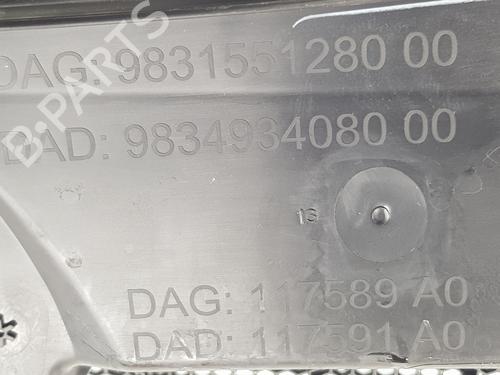 DAG: 9831551280 00
DAD: 9834934080 00
B-PARTS
13
DAG: 117589 A0
DAD: 117591 A0